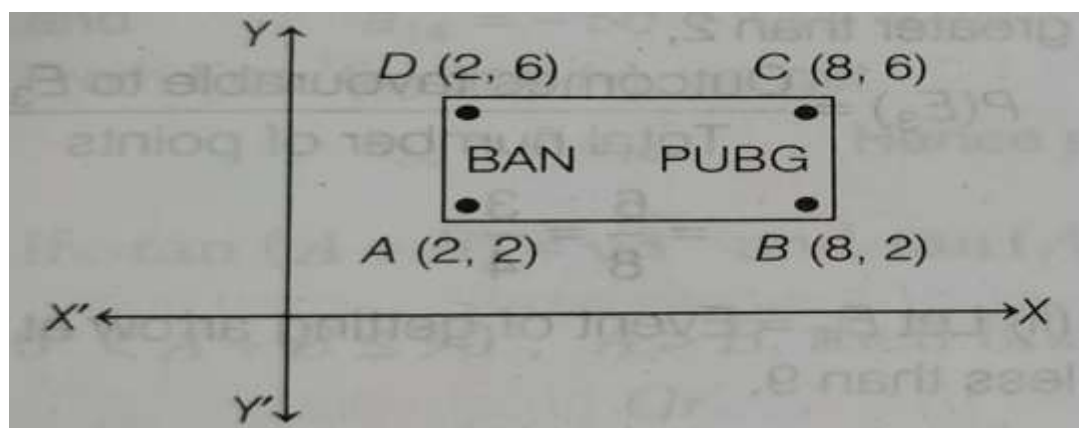 Y
D (2, 6) C (8, 6)
BAN PUBG
A (2, 2) B (8, 2)
X′ X
Y′